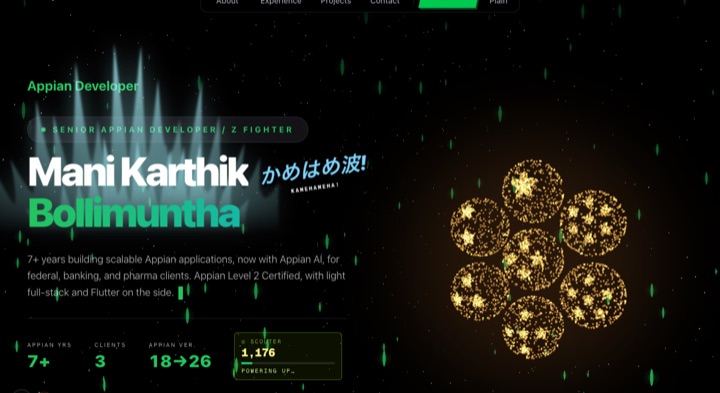 About Experience Projects Contact Plain
Appian Developer
SENIOR APPIAN DEVELOPER / Z FIGHTER
Mani Karthik
かめはめ波!
KAMEHAMEHA!
Bollimuntha
7+ years building scalable Appian applications, now with Appian AI, for
federal, banking, and pharma clients. Appian Level 2 Certified, with light
full-stack and Flutter on the side.
APPIAN YRS CLIENTS APPIAN VER.
7+ 3 18→26
SCOUTER
1,176
POWERING UP…